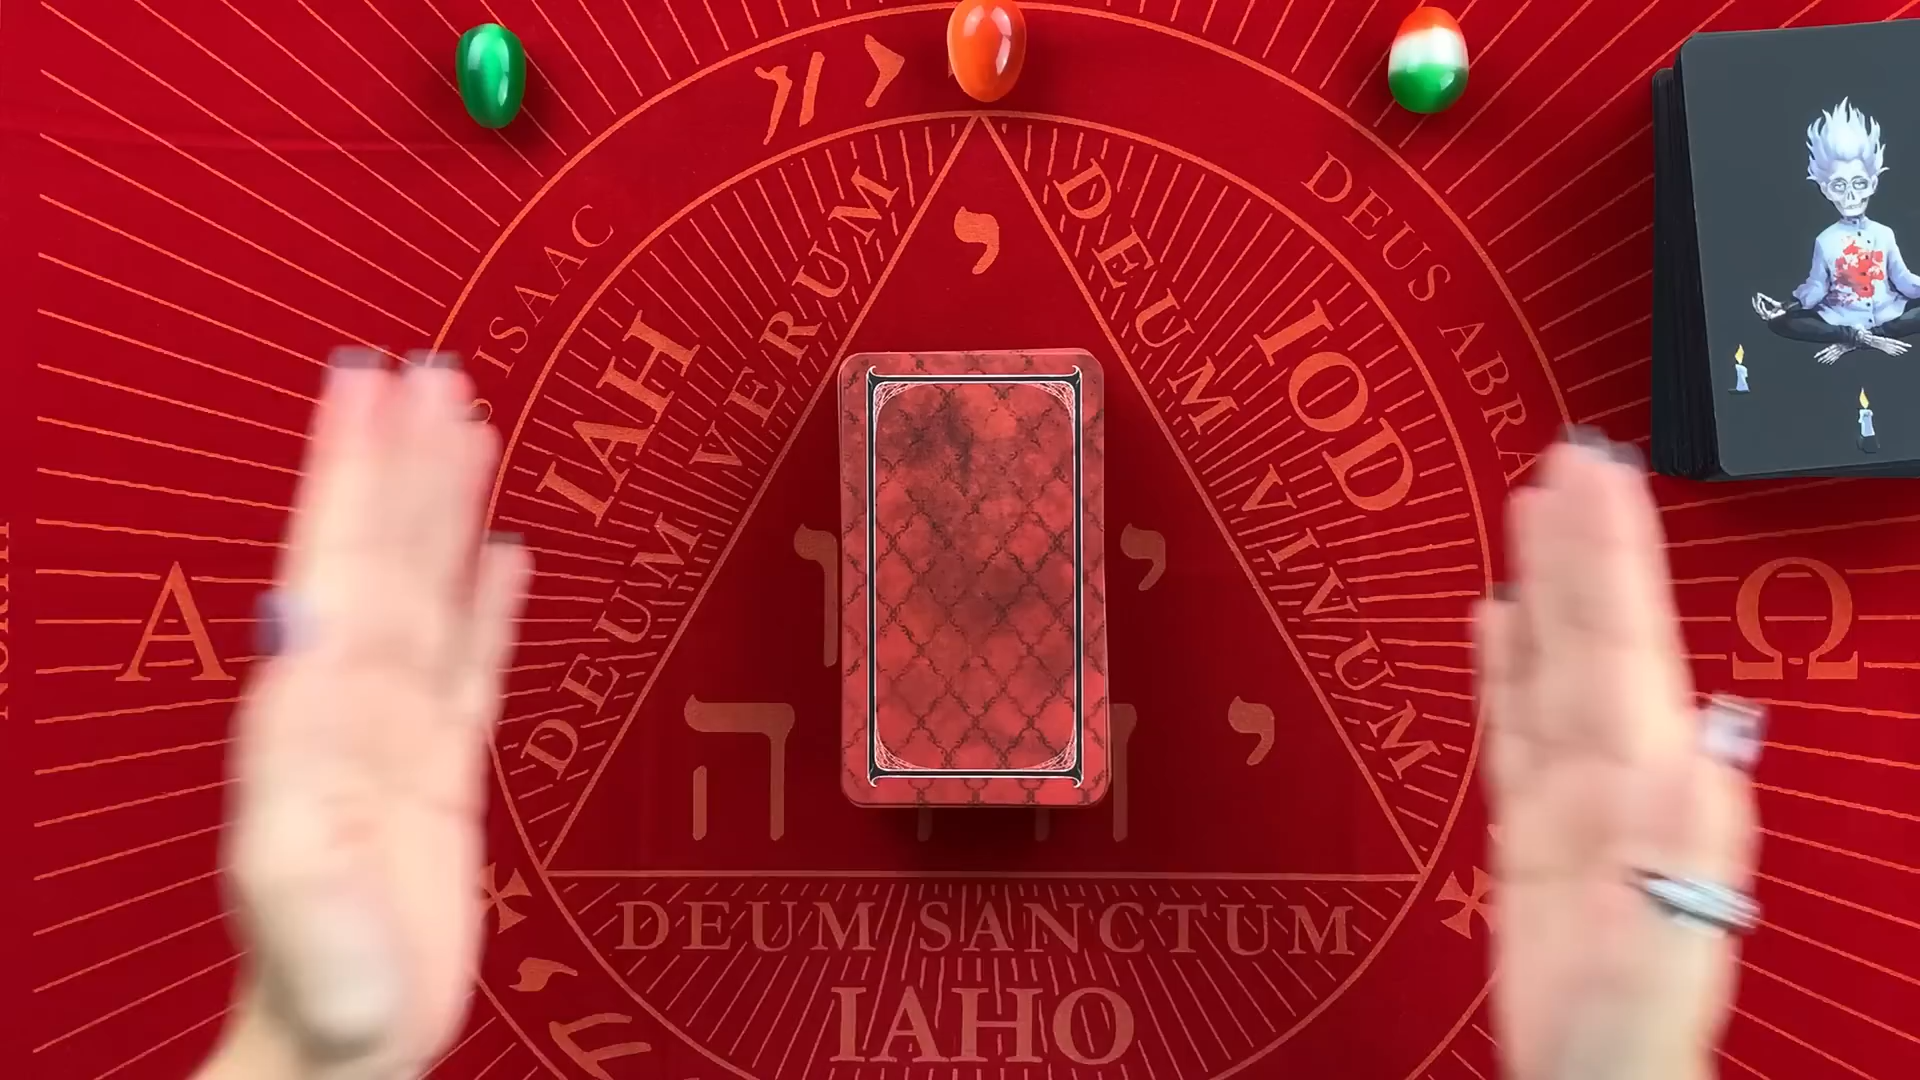 ISAAC
DEUS ABRA
DEUM VERUM
DEUM VIVUM
IAH
IOD
י
A
Ω
DEUM SANCTUM
IAHO